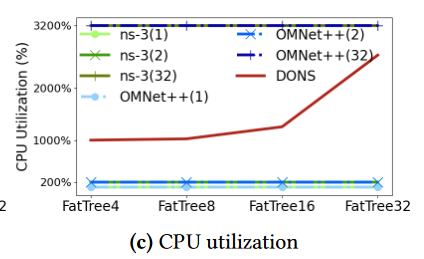 3200%
ns-3(1)
OMNet++(2)
ns-3(2)
OMNet++(32)
ns-3(32)
DONS
OMNet++(1)
2000%
1000%
200%
CPU Utilization (%)
2
FatTree4
FatTree8
FatTree16
FatTree32
(c) CPU utilization